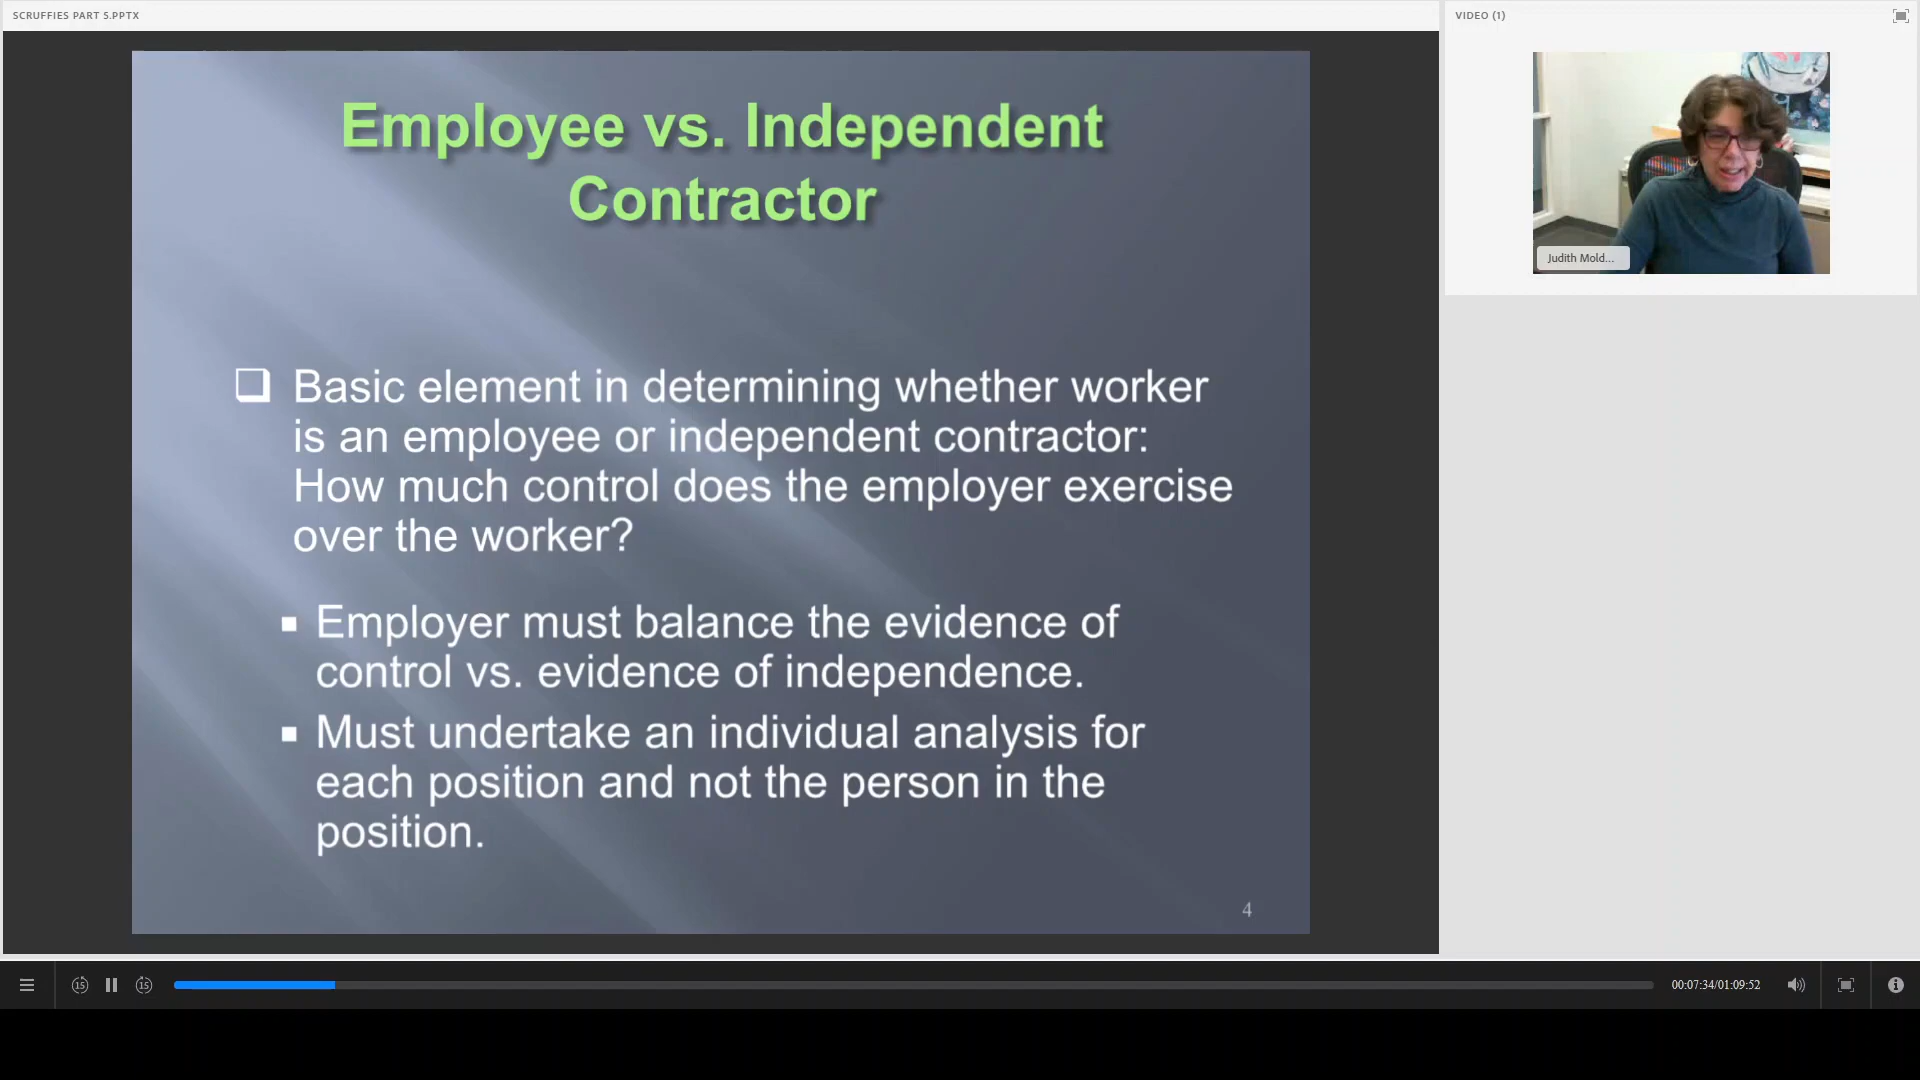 SCRUFFIES PART 5.PPTX
VIDEO (1)
Employee vs. Independent
Contractor
Basic element in determining whether worker
is an employee or independent contractor:
How much control does the employer exercise
over the worker?
Employer must balance the evidence of
control vs. evidence of independence.
Must undertake an individual analysis for
each position and not the person in the
position.
4
Judith Mold...
15
15
00:07:34/01:09:52